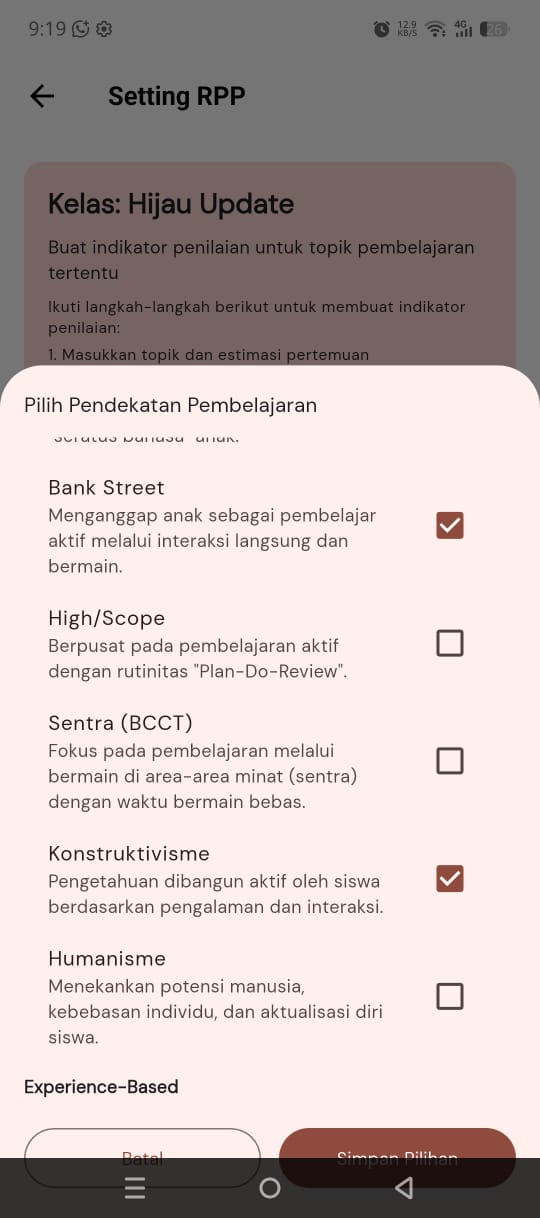 9:19
12.9
KB/S
4G
26
Setting RPP
Kelas: Hijau Update
Buat indikator penilaian untuk topik pembelajaran
tertentu
Ikuti langkah-langkah berikut untuk membuat indikator
penilaian:
1. Masukkan topik dan estimasi pertemuan
Pilih Pendekatan Pembelajaran
seratus bahasa" anak.
Bank Street
Menganggap anak sebagai pembelajar
aktif melalui interaksi langsung dan
bermain.
High/Scope
Berpusat pada pembelajaran aktif
dengan rutinitas "Plan-Do-Review".
Sentra (BCCT)
Fokus pada pembelajaran melalui
bermain di area-area minat (sentra)
dengan waktu bermain bebas.
Konstruktivisme
Pengetahuan dibangun aktif oleh siswa
berdasarkan pengalaman dan interaksi.
Humanisme
Menekankan potensi manusia,
kebebasan individu, dan aktualisasi diri
siswa.
Experience-Based
Batal
Simpan Pilihan